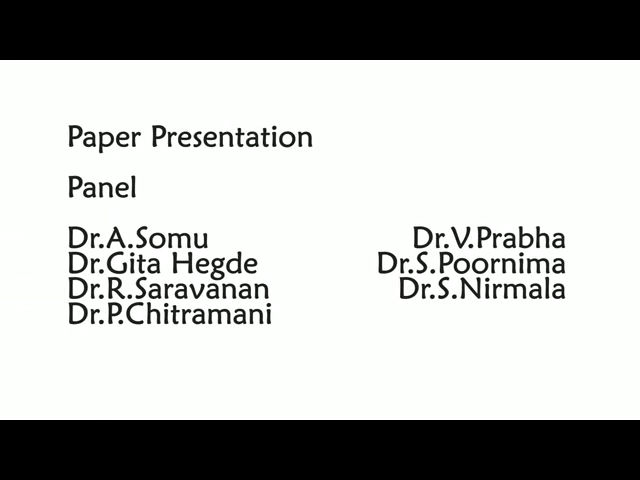 Paper Presentation
Panel
Dr.A.Somu Dr.V.Prabha
Dr.Gita Hegde Dr.S.Poornima
Dr.R.Saravanan Dr.S.Nirmala
Dr.P.Chitramani